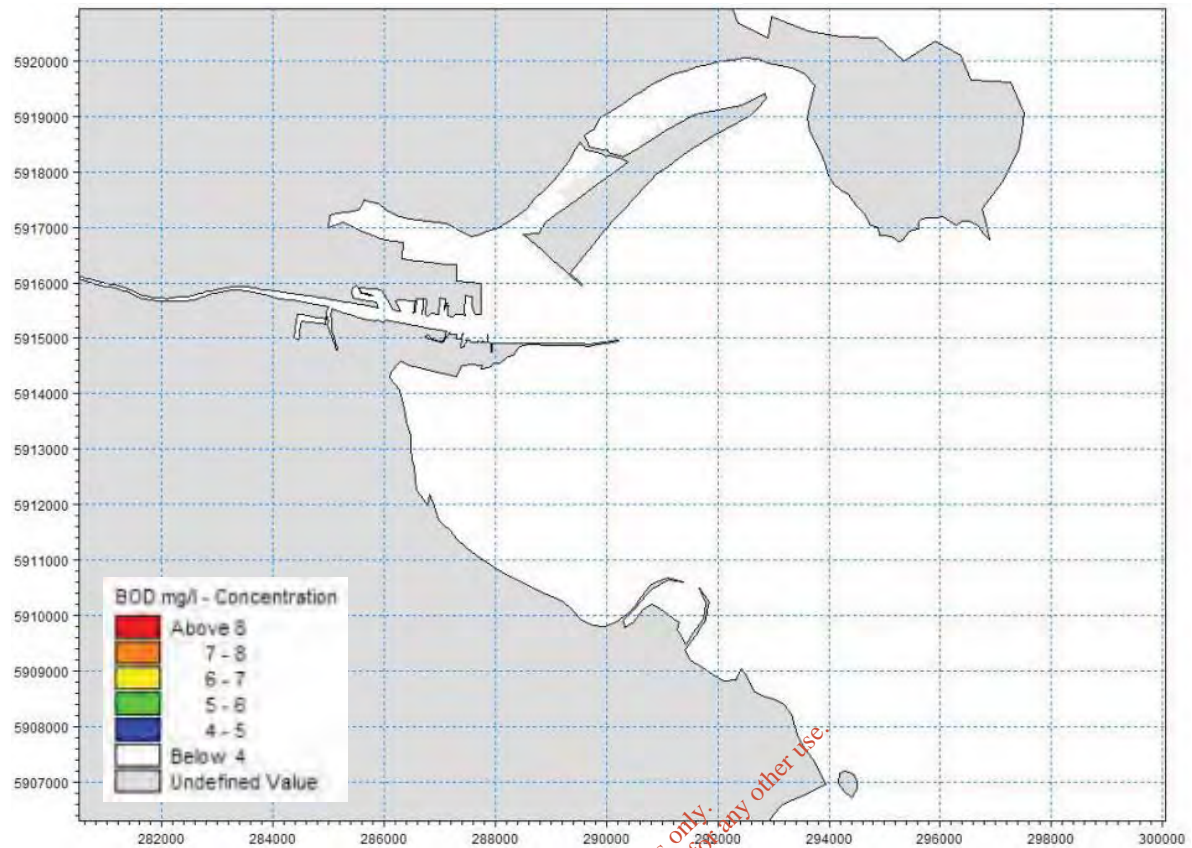 5920000
5919000
5918000
5917000
5916000
5915000
5914000
5913000
5912000
5911000
5910000
5909000
5908000
5907000
BOD mg/l - Concentration
Above 8
7 - 8
6 - 7
5 - 6
4 - 5
Below 4
Undefined Value
only.
for any other use.
282000 284000 286000 288000 290000 292000 294000 296000 298000 300000